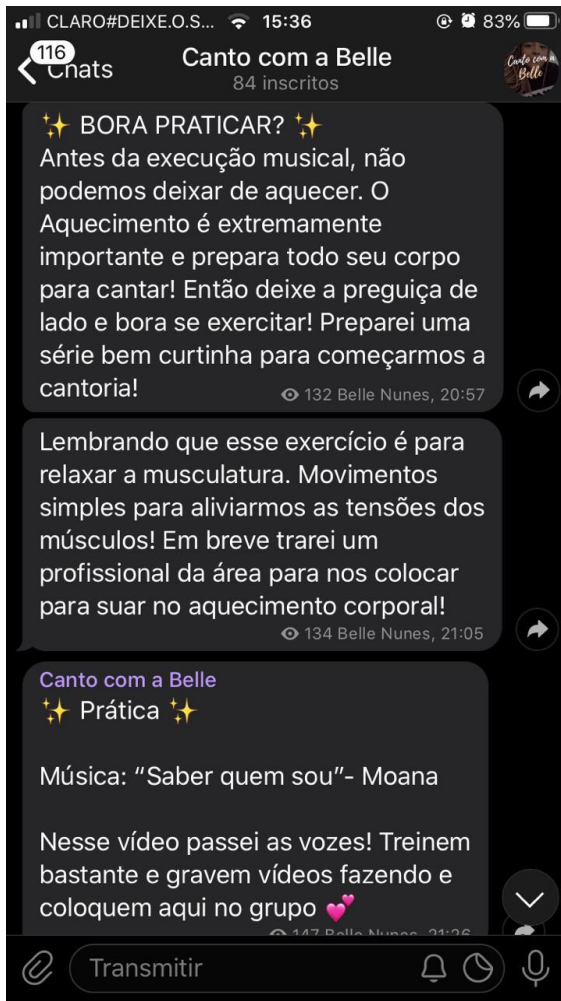 CLARO#DEIXE.O.S... 15:36 83%
116
Chats
Canto com a Belle
84 inscritos
Canto com a Belle
✨ BORA PRATICAR? ✨
Antes da execução musical, não
podemos deixar de aquecer. O
Aquecimento é extremamente
importante e prepara todo seu corpo
para cantar! Então deixe a preguiça de
lado e bora se exercitar! Preparei uma
série bem curtinha para começarmos a
cantoria!
132 Belle Nunes, 20:57
Lembrando que esse exercício é para
relaxar a musculatura. Movimentos
simples para aliviarmos as tensões dos
músculos! Em breve trarei um
profissional da área para nos colocar
para suar no aquecimento corporal!
134 Belle Nunes, 21:05
Canto com a Belle
✨ Prática ✨
Música: “Saber quem sou”- Moana
Nesse vídeo passei as vozes! Treinem
bastante e gravem vídeos fazendo e
coloquem aqui no grupo 💕
147 Belle Nunes, 21:26
Transmitir